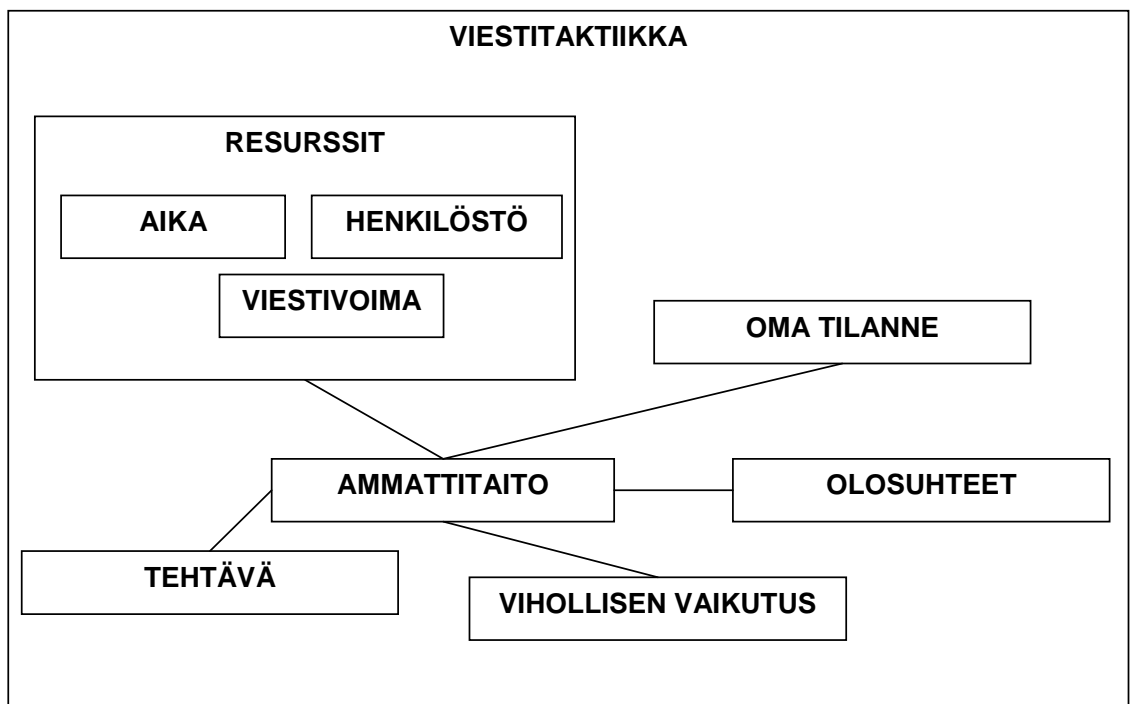 VIESTITAKTIIKKA
RESURSSIT
AIKA
HENKILÖSTÖ
VIESTIVOIMA
OMA TILANNE
AMMATTITAITO
OLOSUHTEET
TEHTÄVÄ
VIHOLLISEN VAIKUTUS